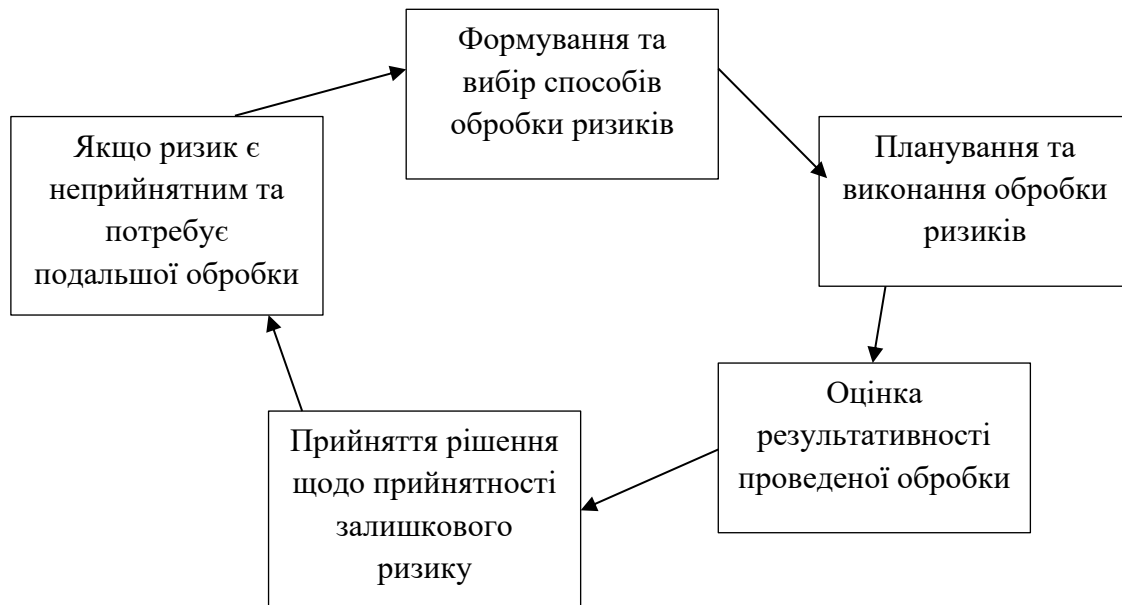 Формування та
вибір способів
обробки ризиків
Якщо ризик є
неприйнятним та
потребує
подальшої обробки
Планування та
виконання обробки
ризиків
Оцінка
результативності
проведеної обробки
Прийняття рішення
щодо прийнятності
залишкового
ризику